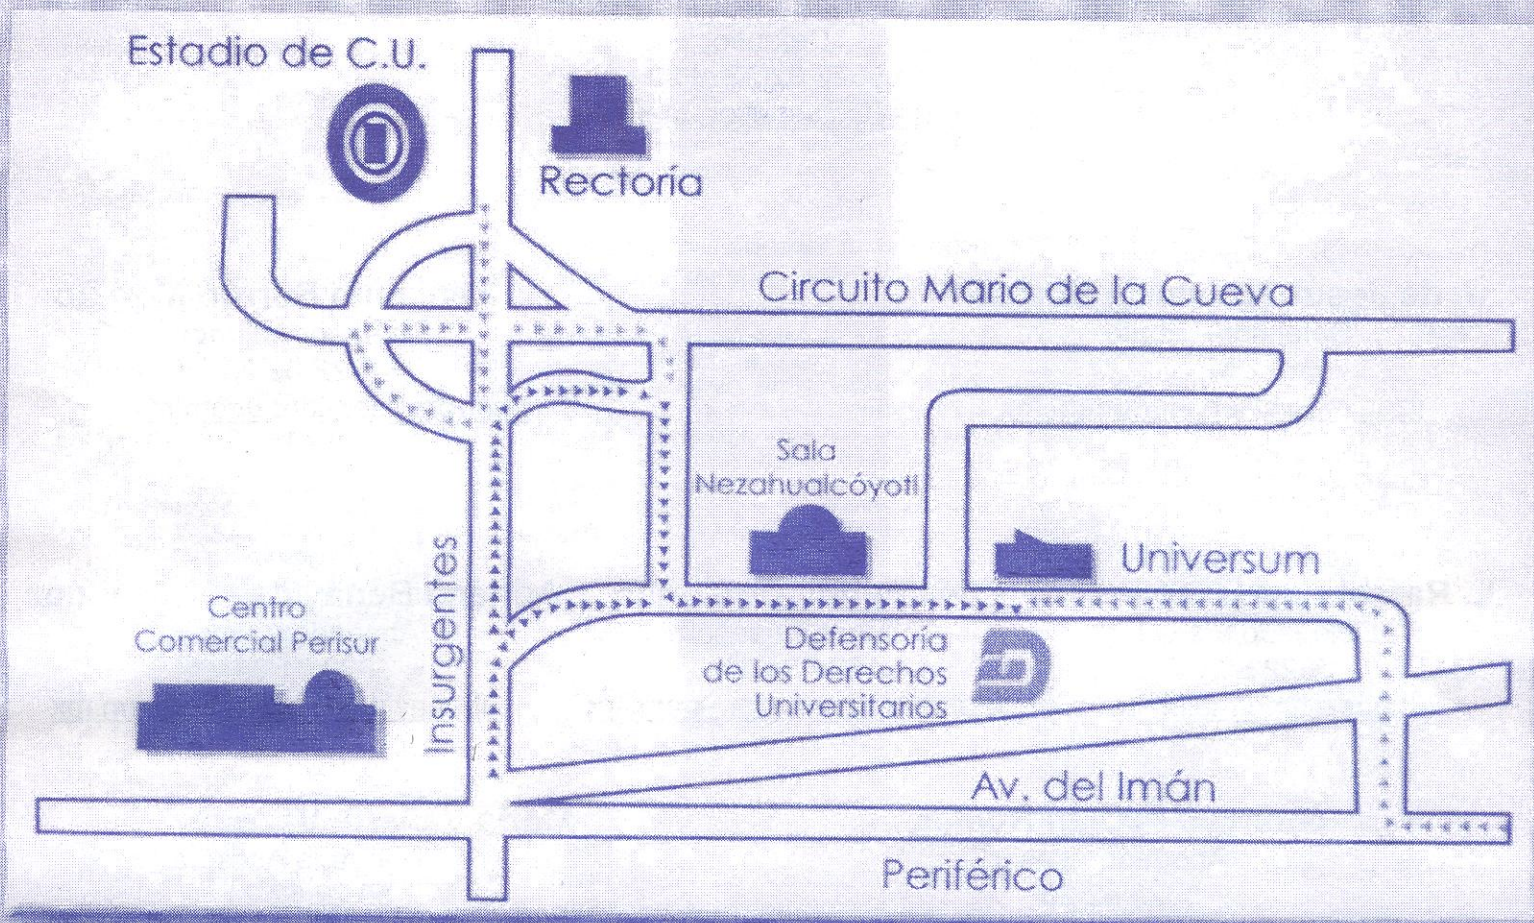 Estadio de C.U.
Rectoría
Circuito Mario de la Cueva
Sala
Nezahualcóyotl
Universum
Insurgentes
Centro
Comercial Perisur
Defensoría
de los Derechos
Universitarios
Av. del Imán
Periférico